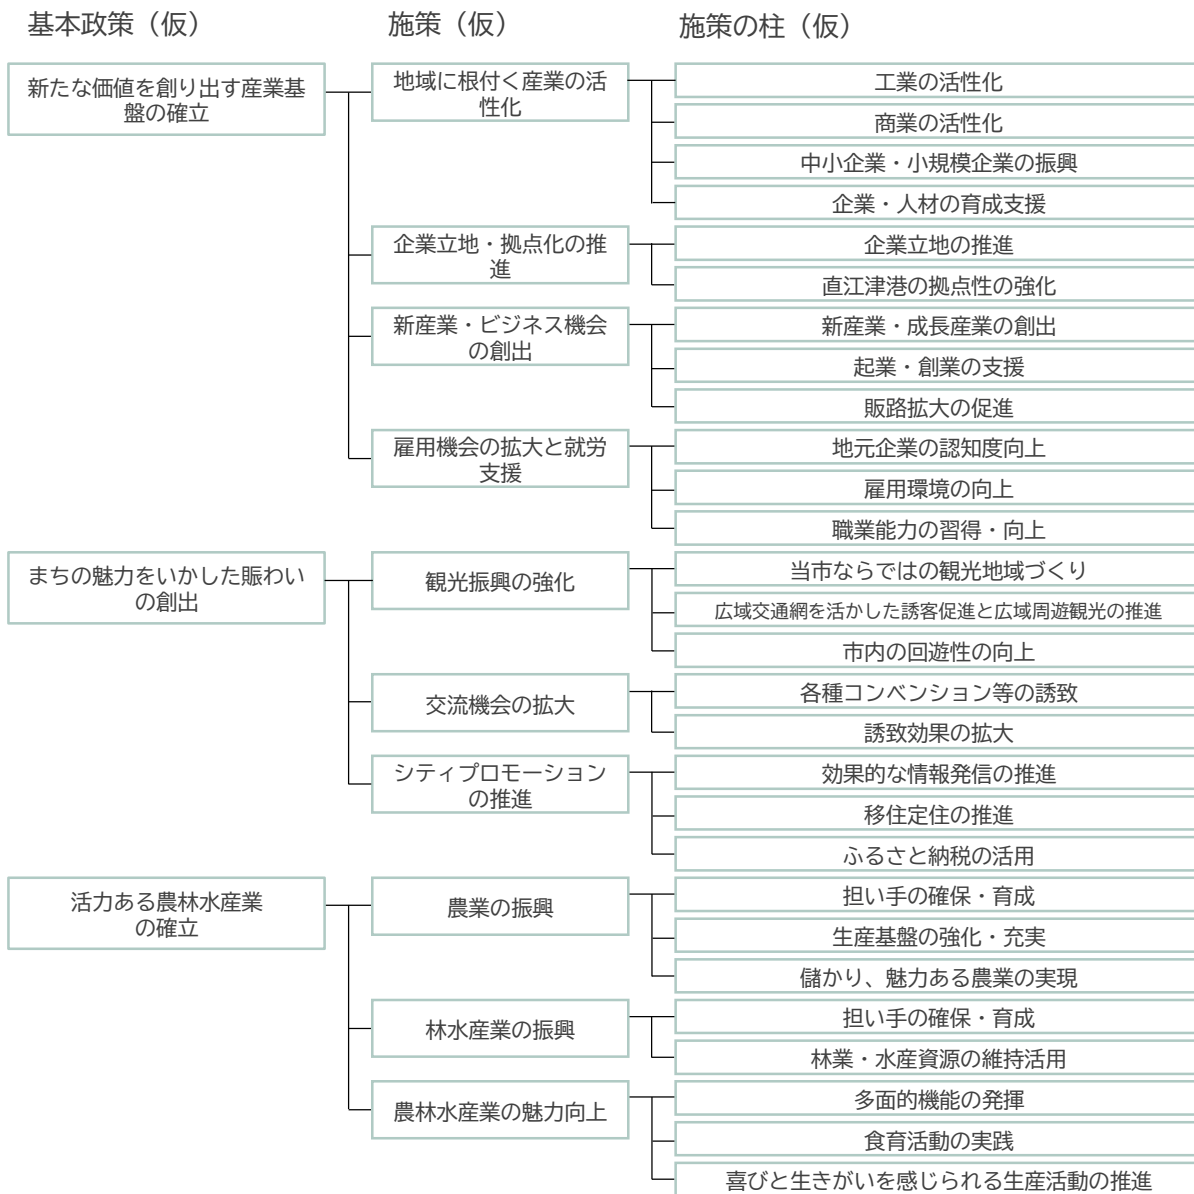 基本政策（仮）
施策（仮）
施策の柱（仮）
新たな価値を創り出す産業基
盤の確立
地域に根付く産業の活
性化
工業の活性化
商業の活性化
中小企業・小規模企業の振興
企業・人材の育成支援
企業立地・拠点化の推
進
企業立地の推進
直江津港の拠点性の強化
新産業・ビジネス機会
の創出
新産業・成長産業の創出
起業・創業の支援
販路拡大の促進
雇用機会の拡大と就労
支援
地元企業の認知度向上
雇用環境の向上
職業能力の習得・向上
まちの魅力をいかした賑わい
の創出
観光振興の強化
当市ならではの観光地域づくり
広域交通網を活かした誘客促進と広域周遊観光の推進
市内の回遊性の向上
交流機会の拡大
各種コンベンション等の誘致
誘致効果の拡大
シティプロモーション
の推進
効果的な情報発信の推進
移住定住の推進
ふるさと納税の活用
活力ある農林水産業
の確立
農業の振興
担い手の確保・育成
生産基盤の強化・充実
儲かり、魅力ある農業の実現
林水産業の振興
担い手の確保・育成
林業・水産資源の維持活用
農林水産業の魅力向上
多面的機能の発揮
食育活動の実践
喜びと生きがいを感じられる生産活動の推進